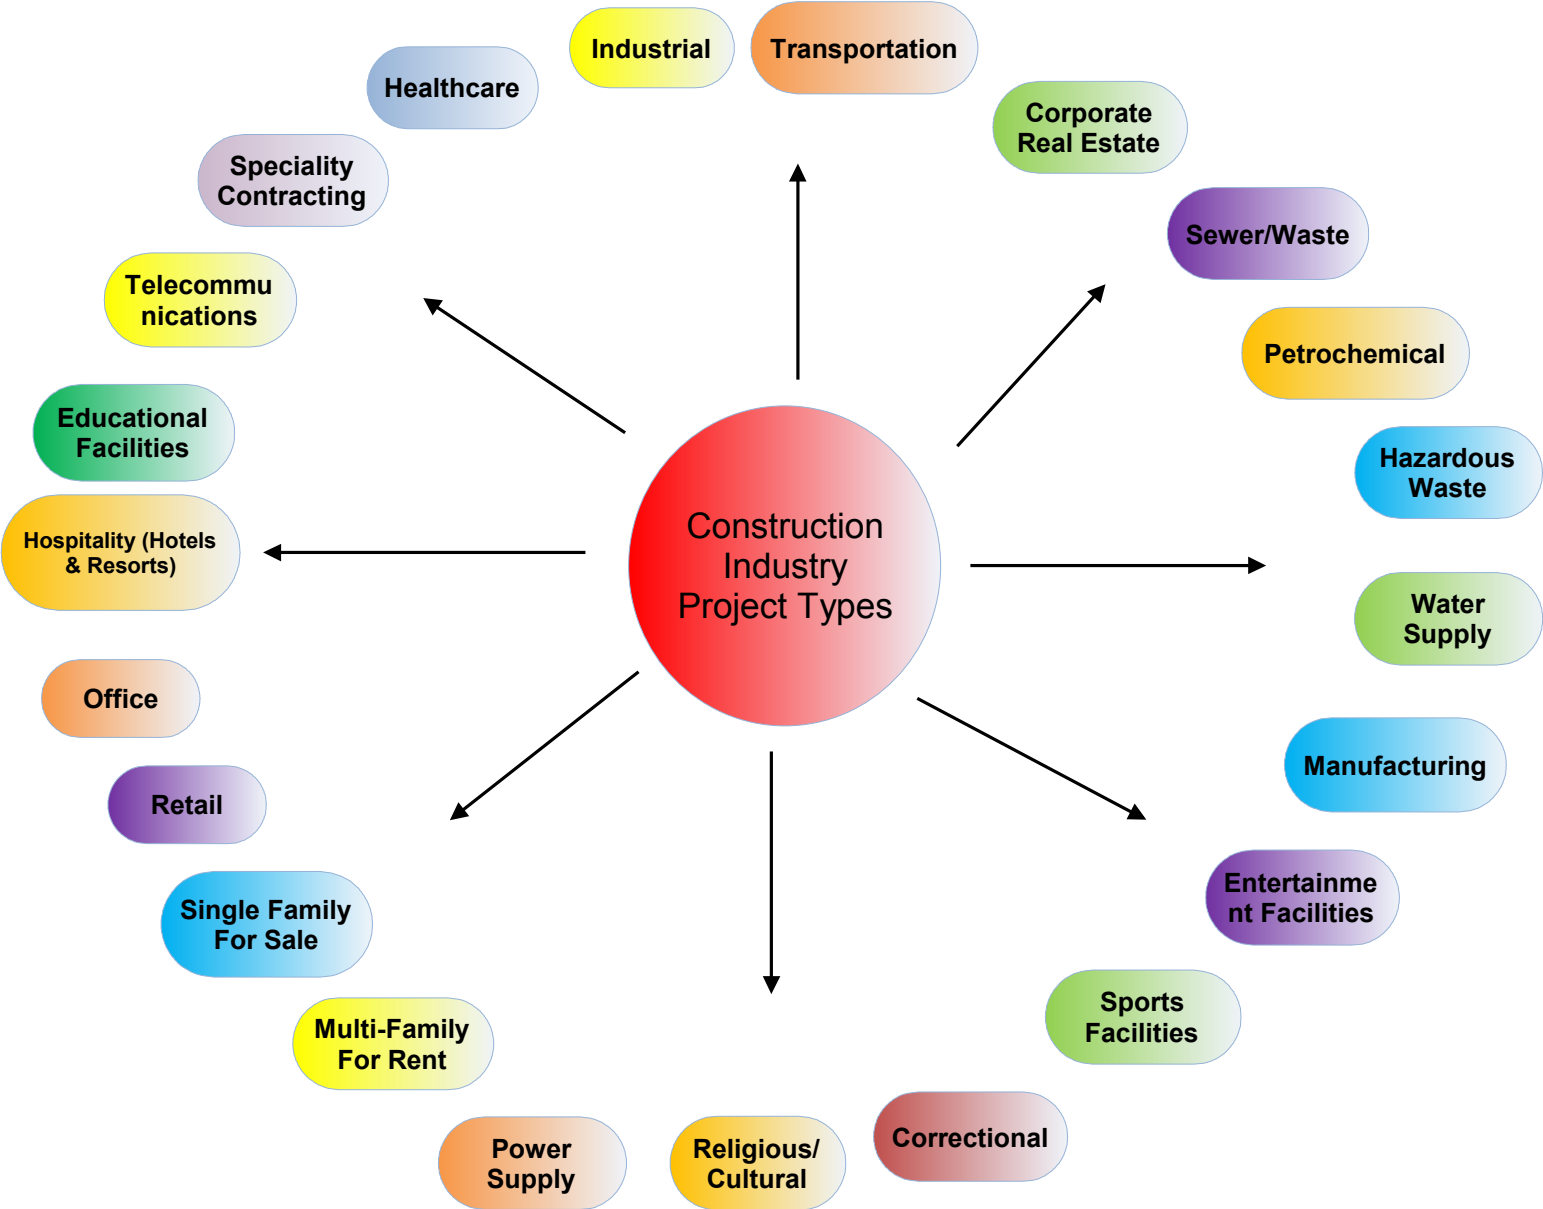 Industrial
Transportation
Healthcare
Corporate
Real Estate
Speciality
Contracting
Sewer/Waste
Telecommu
nications
Petrochemical
Educational
Facilities
Hazardous
Waste
Hospitality (Hotels
& Resorts)
Construction
Industry
Project Types
Water
Supply
Office
Manufacturing
Retail
Entertainme
nt Facilities
Single Family
For Sale
Sports
Facilities
Multi-Family
For Rent
Correctional
Power
Supply
Religious/
Cultural